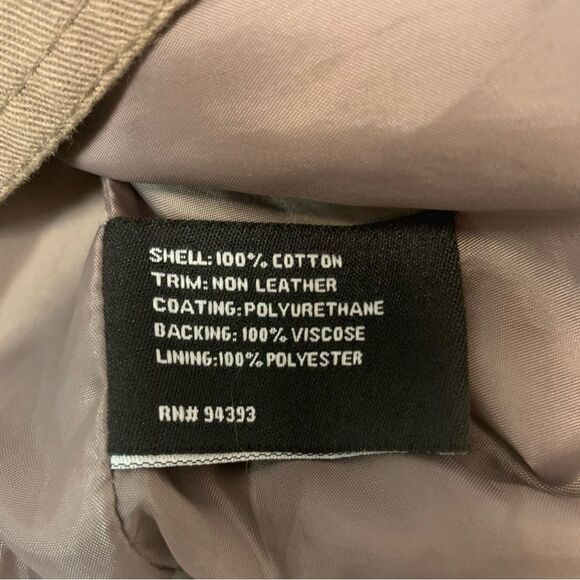 SHELL: 100% COTTON
TRIM: NON LEATHER
COATING: POLYURETHANE
BACKING: 100% VISCOSE
LINING: 100% POLYESTER
RN# 94393